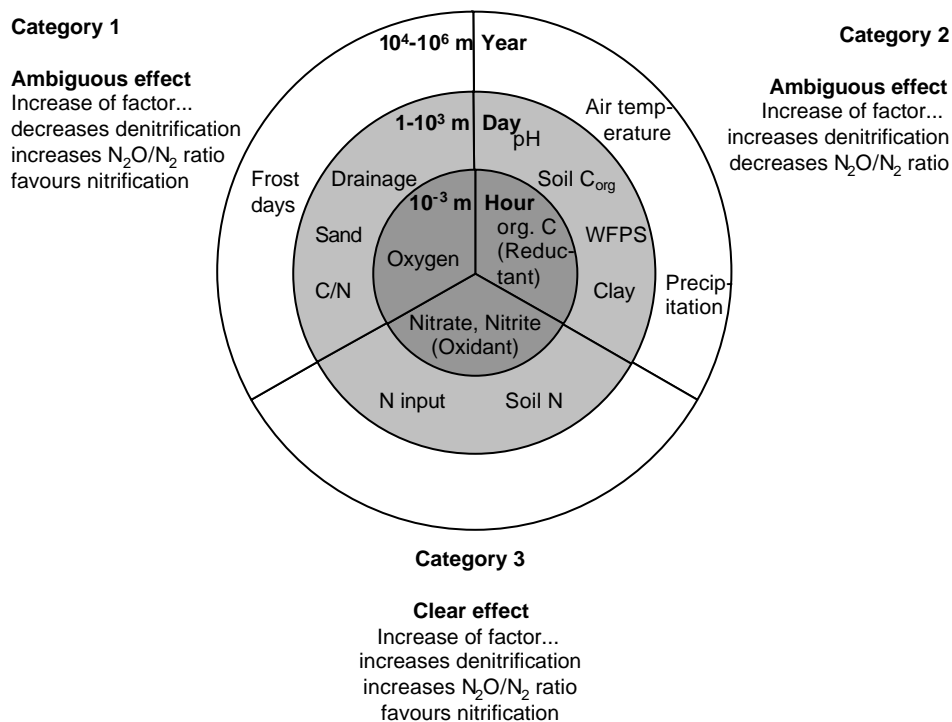 Category 1
Ambiguous effect
Increase of factor...
decreases denitrification
increases N₂O/N₂ ratio
favours nitrification
Category 2
Ambiguous effect
Increase of factor...
increases denitrification
decreases N₂O/N₂ ratio
10⁴-10⁶ m Year
Air temp-
erature
Frost
days
Precip-
itation
1-10³ m Day
pH
Drainage
Soil Corg
Sand
WFPS
C/N
Clay
10⁻³ m Hour
Oxygen
org. C
(Reduc-
tant)
Nitrate, Nitrite
(Oxidant)
N input
Soil N
Category 3
Clear effect
Increase of factor...
increases denitrification
increases N₂O/N₂ ratio
favours nitrification